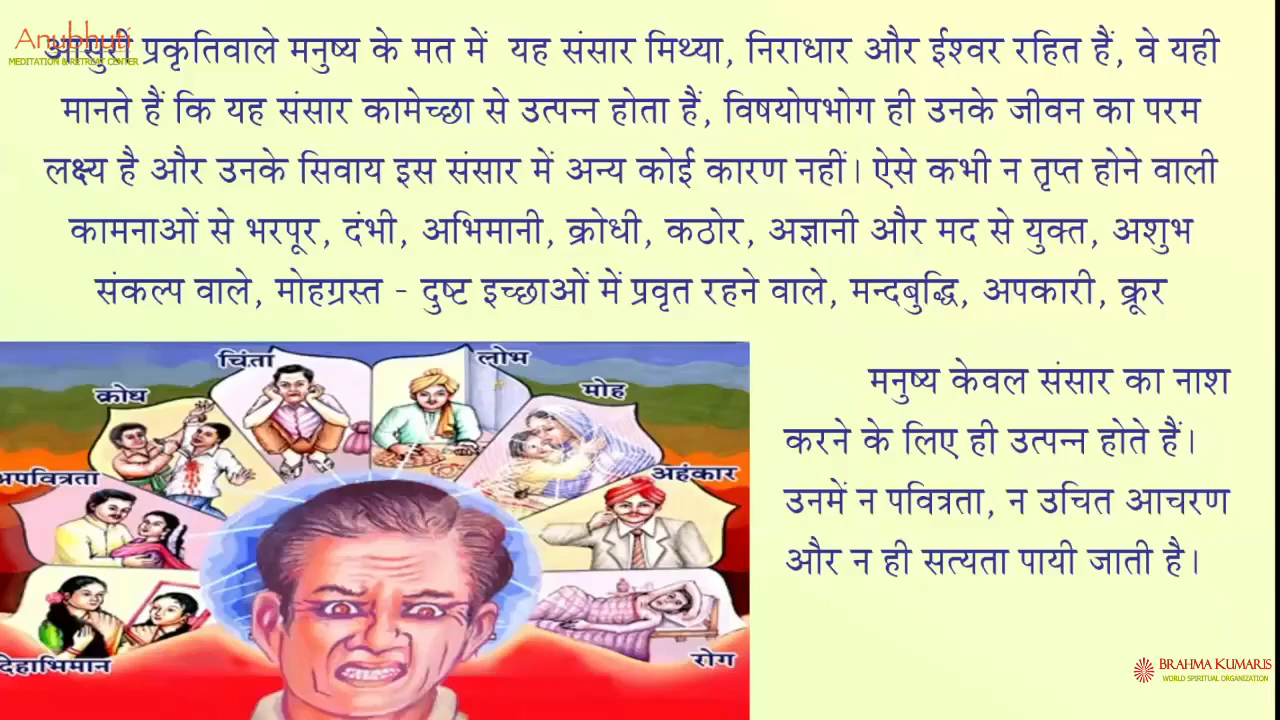 Anubhuti
MEDITATION & RETREAT CENTER
आसुरी प्रकृतिवाले मनुष्य के मत में यह संसार मिथ्या, निराधार और ईश्वर रहित हैं, वे यही
मानते हैं कि यह संसार कामेच्छा से उत्पन्न होता हैं, विषयोपभोग ही उनके जीवन का परम
लक्ष्य है और उनके सिवाय इस संसार में अन्य कोई कारण नहीं। ऐसे कभी न तृप्त होने वाली
कामनाओं से भरपूर, दंभी, अभिमानी, क्रोधी, कठोर, अज्ञानी और मद से युक्त, अशुभ
संकल्प वाले, मोहग्रस्त - दुष्ट इच्छाओं में प्रवृत रहने वाले, मन्दबुद्धि, अपकारी, क्रूर
मनुष्य केवल संसार का नाश
करने के लिए ही उत्पन्न होते हैं।
उनमें न पवित्रता, न उचित आचरण
और न ही सत्यता पायी जाती है।
चिंता
लोभ
क्रोध
मोह
अपवित्रता
अहंकार
देहाभिमान
रोग
BRAHMA KUMARIS
WORLD SPIRITUAL ORGANIZATION